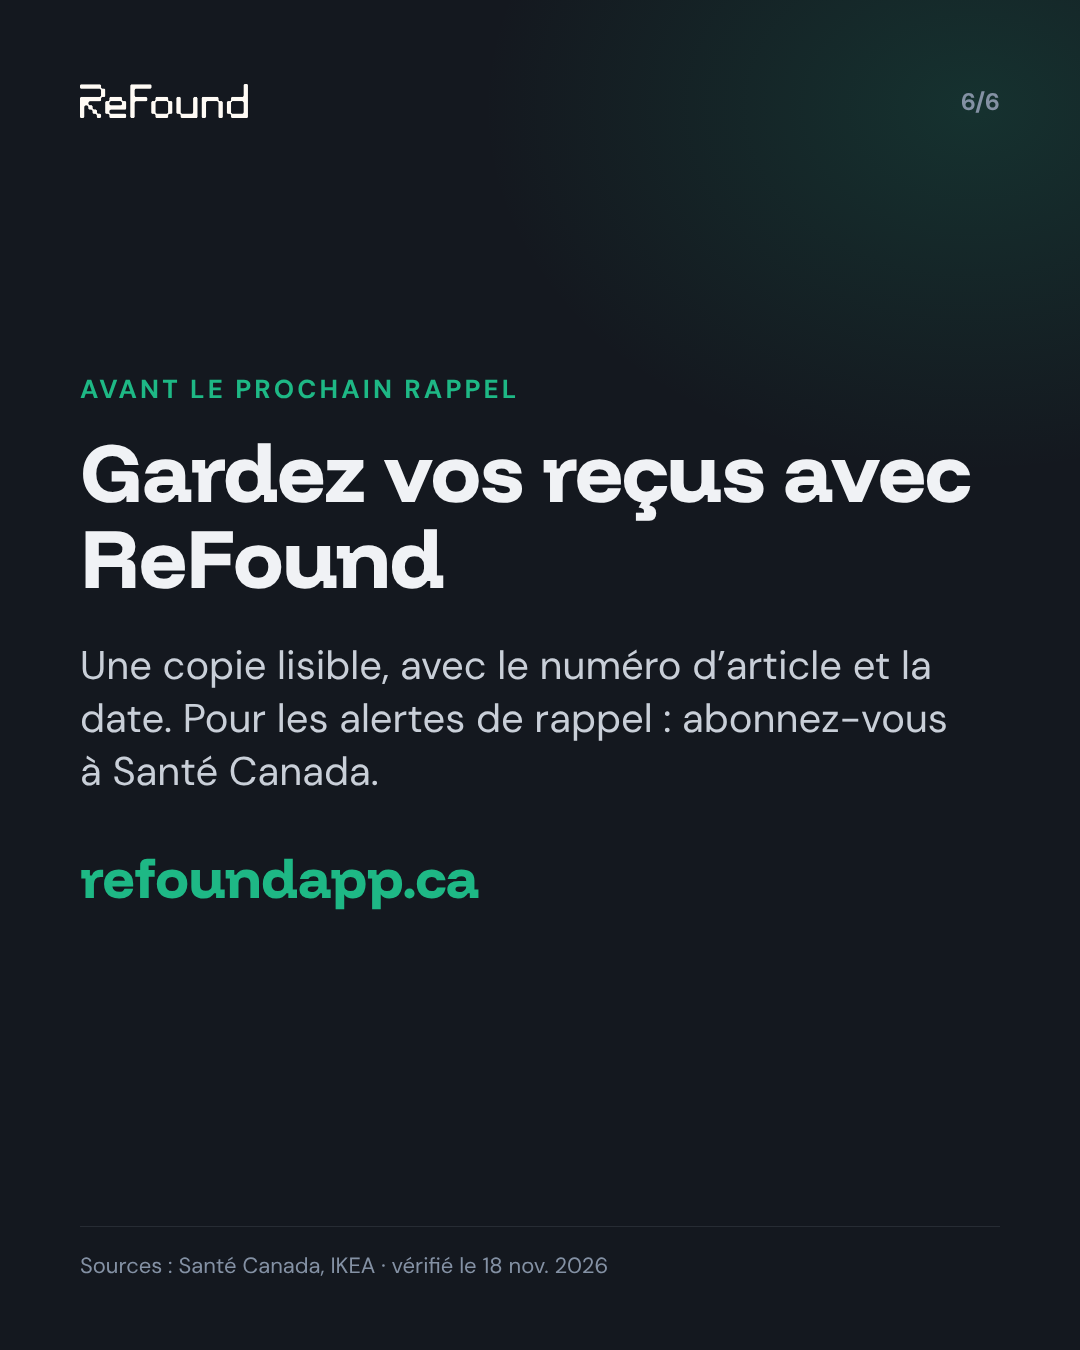 ReFound
6/6
AVANT LE PROCHAIN RAPPEL
Gardez vos reçus avec
ReFound
Une copie lisible, avec le numéro d’article et la
date. Pour les alertes de rappel : abonnez-vous
à Santé Canada.
refoundapp.ca
Sources : Santé Canada, IKEA · vérifié le 18 nov. 2026